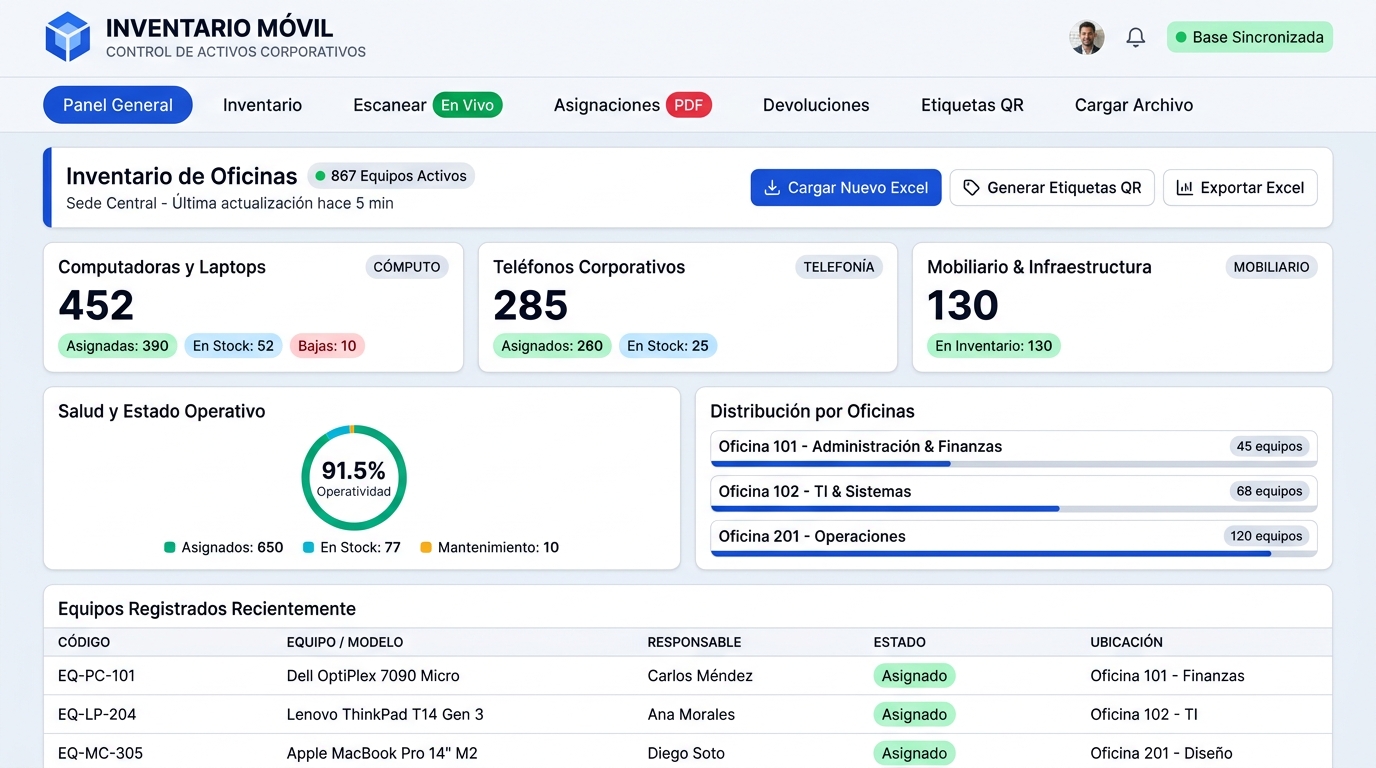 INVENTARIO MÓVIL
CONTROL DE ACTIVOS CORPORATIVOS
Base Sincronizada
Panel General
Inventario
Escanear En Vivo
Asignaciones PDF
Devoluciones
Etiquetas QR
Cargar Archivo
Inventario de Oficinas
867 Equipos Activos
Sede Central - Última actualización hace 5 min
Cargar Nuevo Excel
Generar Etiquetas QR
Exportar Excel
Computadoras y Laptops
CÓMPUTO
452
Asignadas: 390
En Stock: 52
Bajas: 10
Teléfonos Corporativos
TELEFONÍA
285
Asignados: 260
En Stock: 25
Mobiliario & Infraestructura
MOBILIARIO
130
En Inventario: 130
Salud y Estado Operativo
91.5%
Operatividad
Asignados: 650
En Stock: 77
Mantenimiento: 10
Distribución por Oficinas
Oficina 101 - Administración & Finanzas
45 equipos
Oficina 102 - TI & Sistemas
68 equipos
Oficina 201 - Operaciones
120 equipos
Equipos Registrados Recientemente
CÓDIGO EQUIPO / MODELO RESPONSABLE ESTADO UBICACIÓN
EQ-PC-101 Dell OptiPlex 7090 Micro Carlos Méndez Asignado Oficina 101 - Finanzas
EQ-LP-204 Lenovo ThinkPad T14 Gen 3 Ana Morales Asignado Oficina 102 - TI
EQ-MC-305 Apple MacBook Pro 14" M2 Diego Soto Asignado Oficina 201 - Diseño